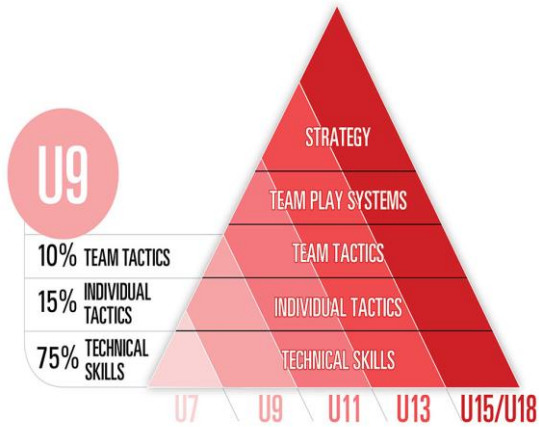 STRATEGY
U9
TEAM PLAY SYSTEMS
10% TEAM TACTICS
TEAM TACTICS
15% INDIVIDUAL
TACTICS
INDIVIDUAL TACTICS
75% TECHNICAL
SKILLS
TECHNICAL SKILLS
U7 U9 U11 U13 U15/U18